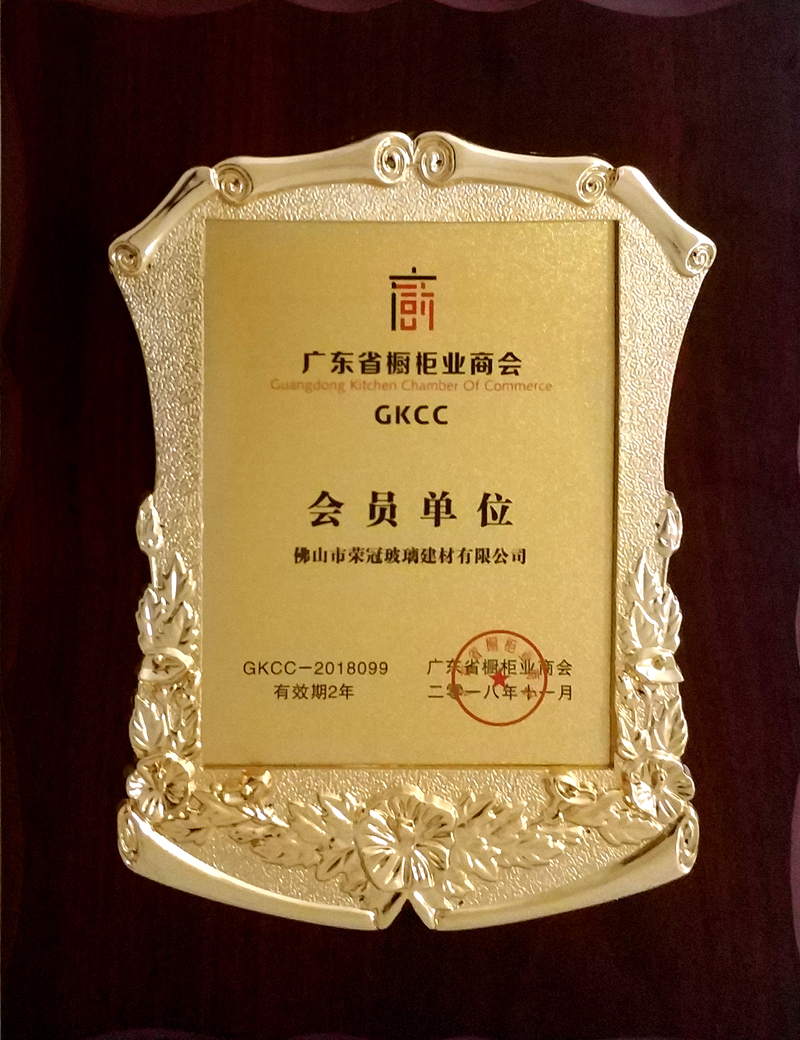 广东省橱柜业商会
Guangdong Kitchen Chamber Of Commerce
GKCC
会员单位
佛山市荣冠玻璃建材有限公司
GKCC-2018099
有效期2年
广东省橱柜业商会
二零一八年十一月